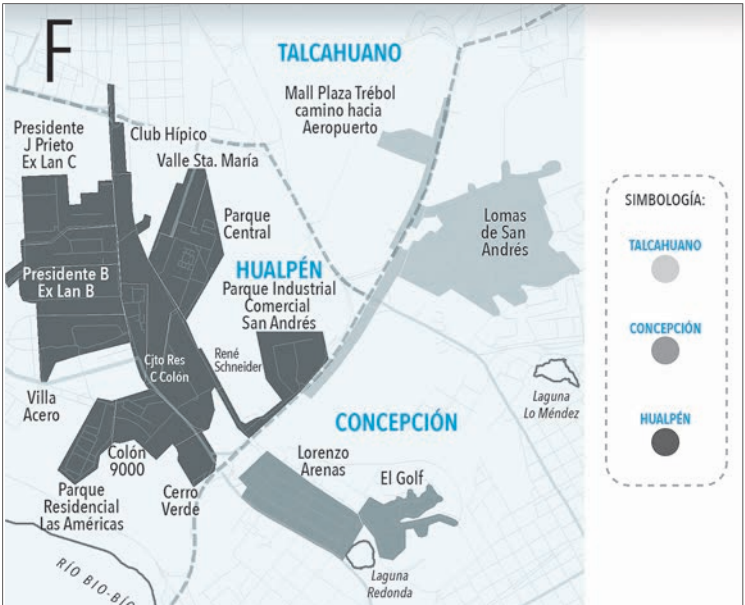 F
TALCAHUANO
Mall Plaza Trébol
camino hacia
Aeropuerto
Presidente
J Prieto
Ex Lan C
Club Hípico
Valle Sta. María
Parque
Central
Lomas
de San
Andrés
HUALPÉN
Parque Industrial
Comercial
San Andrés
Presidente B
Ex Lan B
Cjto Res
C Colón
René
Schneider
Villa
Acero
Laguna
Lo Méndez
CONCEPCIÓN
Colón
9000
Lorenzo
Arenas
El Golf
Parque
Residencial
Las Américas
Cerro
Verde
RÍO BIO-BÍO
Laguna
Redonda
SIMBOLOGÍA:
TALCAHUANO
CONCEPCIÓN
HUALPÉN